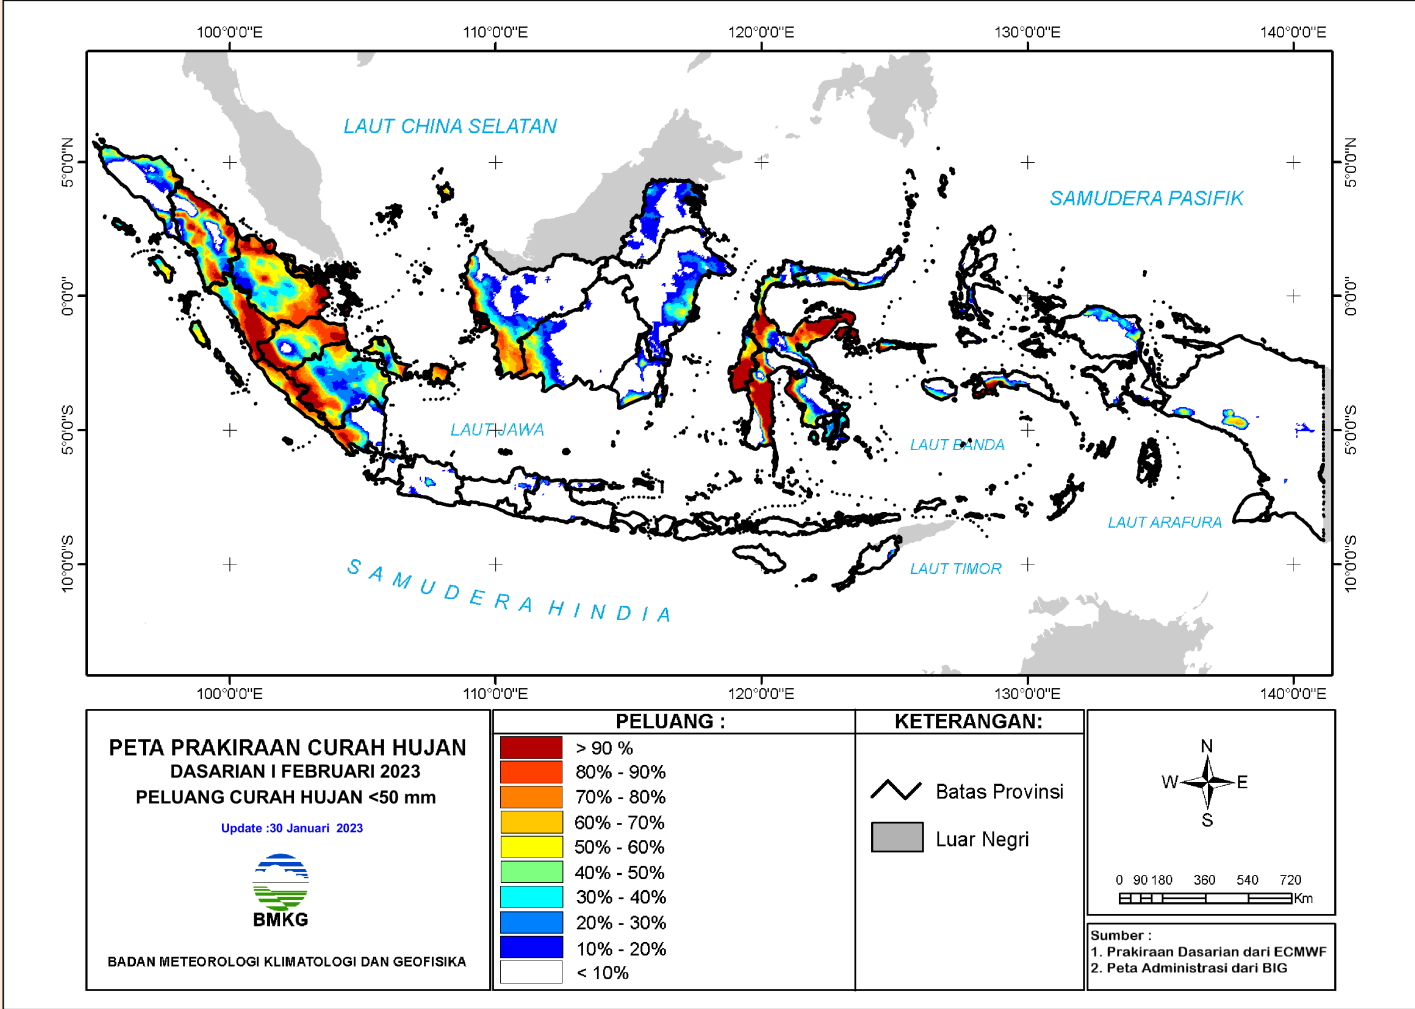 100°0'0"E 110°0'0"E 120°0'0"E 130°0'0"E 140°0'0"E
5°0'0"N
0°0'0"
5°0'0"S
10°0'0"S
LAUT CHINA SELATAN
SAMUDERA PASIFIK
LAUT JAWA
LAUT BANDA
LAUT ARAFURA
LAUT TIMOR
SAMUDERA HINDIA
5°0'0"N
0°0'0"
5°0'0"S
10°0'0"S
100°0'0"E 110°0'0"E 120°0'0"E 130°0'0"E 140°0'0"E
PETA PRAKIRAAN CURAH HUJAN
DASARIAN I FEBRUARI 2023
PELUANG CURAH HUJAN <50 mm
Update :30 Januari 2023
BMKG
BADAN METEOROLOGI KLIMATOLOGI DAN GEOFISIKA
PELUANG :
> 90 %
80% - 90%
70% - 80%
60% - 70%
50% - 60%
40% - 50%
30% - 40%
20% - 30%
10% - 20%
< 10%
KETERANGAN:
Batas Provinsi
Luar Negri
N
W E
S
0 90 180 360 540 720
Km
Sumber :
1. Prakiraan Dasarian dari ECMWF
2. Peta Administrasi dari BIG